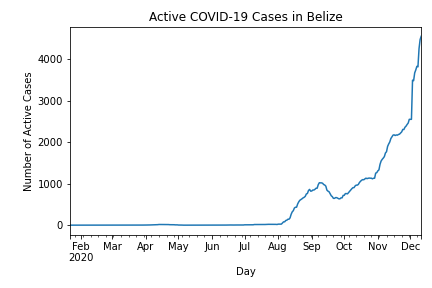 Active COVID-19 Cases in Belize
Number of Active Cases
4000
3000
2000
1000
0
Feb Mar Apr May Jun Jul Aug Sep Oct Nov Dec
2020
Day